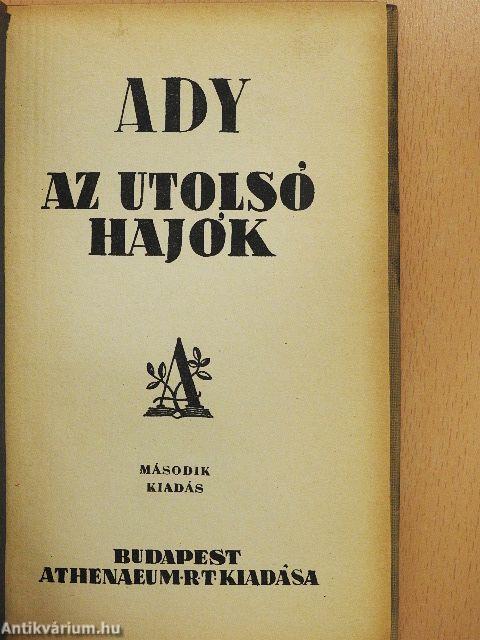 ADY
AZ UTOLSÓ
HAJÓK
A
MÁSODIK
KIADÁS
BUDAPEST
ATHENAEUM·R·T·KIADÁSA
Antikvárium.hu